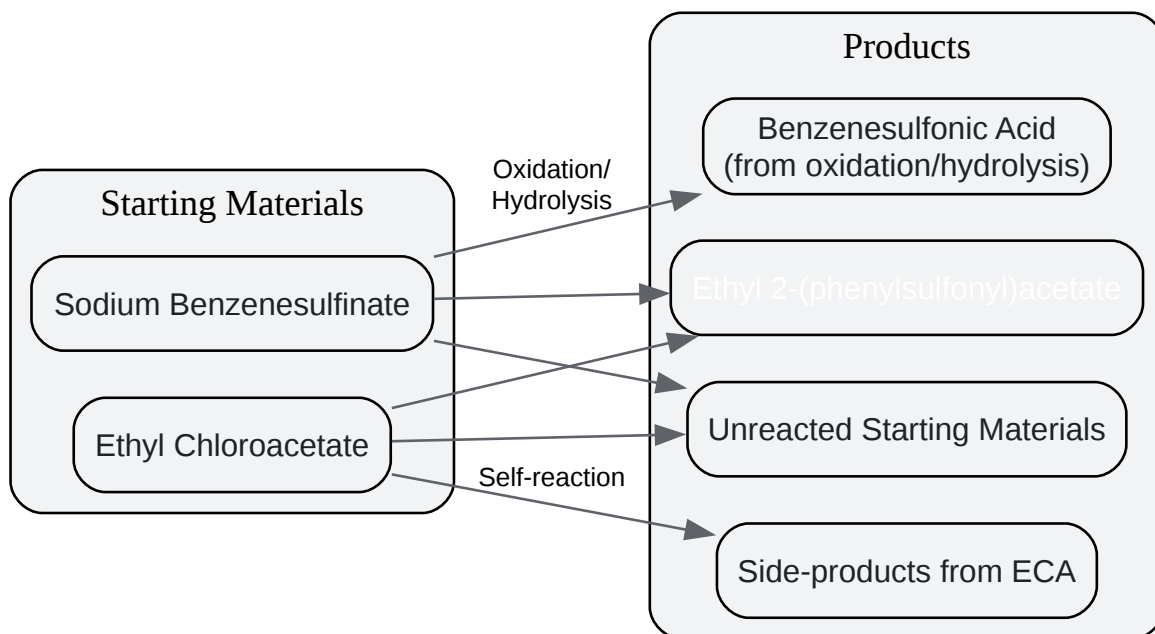 Products
Benzenesulfonic Acid
(from oxidation/hydrolysis)
Oxidation/
Hydrolysis
Starting Materials
Sodium Benzenesulfinate
Ethyl 2-(phenylsulfonyl)acetate
Ethyl Chloroacetate
Unreacted Starting Materials
Self-reaction
Side-products from ECA